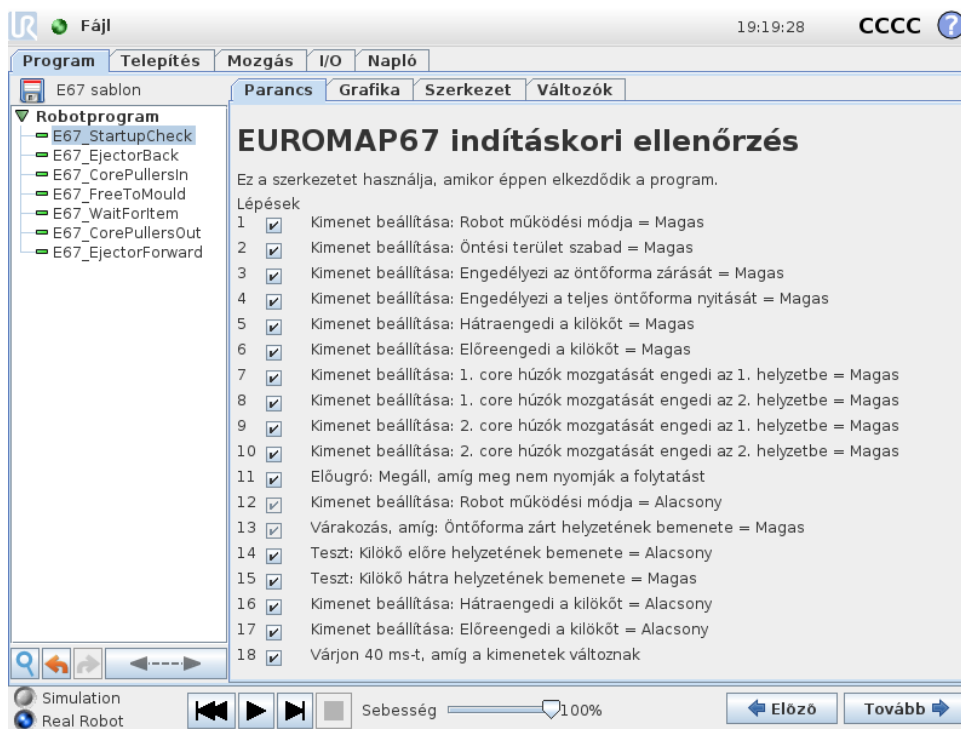 UR Fájl 19:19:28 CCCC ?
Program Telepítés Mozgás I/O Napló
E67 sablon
Parancs Grafika Szerkezet Változók
Robotprogram
E67_StartupCheck
E67_EjectorBack
E67_CorePullersIn
E67_FreeToMould
E67_WaitForItem
E67_CorePullersOut
E67_EjectorForward
EUROMAP67 indításkori ellenőrzés
Ez a szerkezetet használja, amikor éppen elkezdődik a program.
Lépések
1 Kimenet beállítása: Robot működési módja = Magas
2 Kimenet beállítása: Öntési terület szabad = Magas
3 Kimenet beállítása: Engedélyezi az öntőforma zárását = Magas
4 Kimenet beállítása: Engedélyezi a teljes öntőforma nyitását = Magas
5 Kimenet beállítása: Hátraengedi a kilökőt = Magas
6 Kimenet beállítása: Előreengedi a kilökőt = Magas
7 Kimenet beállítása: 1. core húzók mozgatását engedi az 1. helyzetbe = Magas
8 Kimenet beállítása: 1. core húzók mozgatását engedi az 2. helyzetbe = Magas
9 Kimenet beállítása: 2. core húzók mozgatását engedi az 1. helyzetbe = Magas
10 Kimenet beállítása: 2. core húzók mozgatását engedi az 2. helyzetbe = Magas
11 Előugró: Megáll, amíg meg nem nyomják a folytatást
12 Kimenet beállítása: Robot működési módja = Alacsony
13 Várakozás, amíg: Öntőforma zárt helyzetének bemenete = Magas
14 Teszt: Kilökő előre helyzetének bemenete = Alacsony
15 Teszt: Kilökő hátra helyzetének bemenete = Magas
16 Kimenet beállítása: Hátraengedi a kilökőt = Alacsony
17 Kimenet beállítása: Előreengedi a kilökőt = Alacsony
18 Várjon 40 ms-t, amíg a kimenetek változnak
Simulation
Real Robot
Sebesség 100%
Előző Tovább